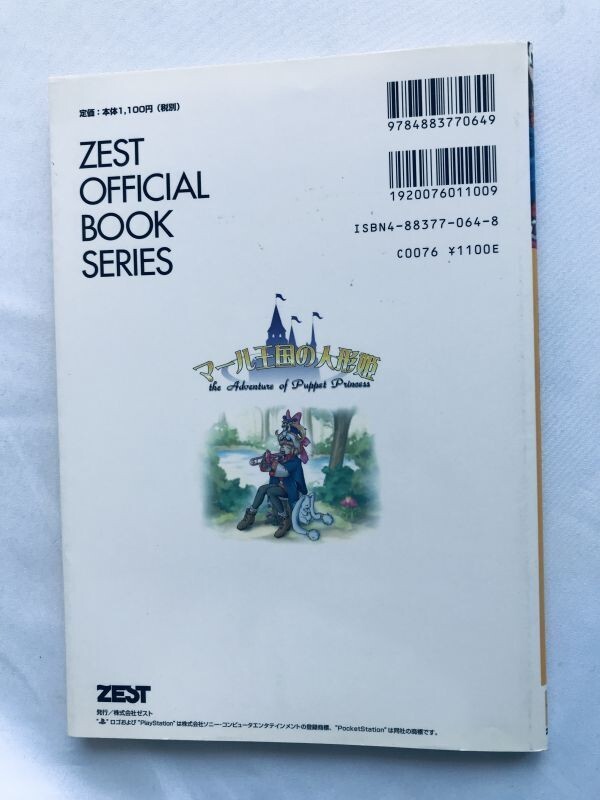 定価：本体1,100円（税別）
ZEST
OFFICIAL
BOOK
SERIES
9784883770649
1920076011009
ISBN4-88377-064-8
C0076 ¥1100E
マール王国の人形姫
the Adventure of Puppet Princess
ZEST
発行／株式会社ゼスト
" "ロゴおよび"PlayStation"は株式会社ソニー・コンピュータエンタテインメントの登録商標、"PocketStation"は同社の商標です。